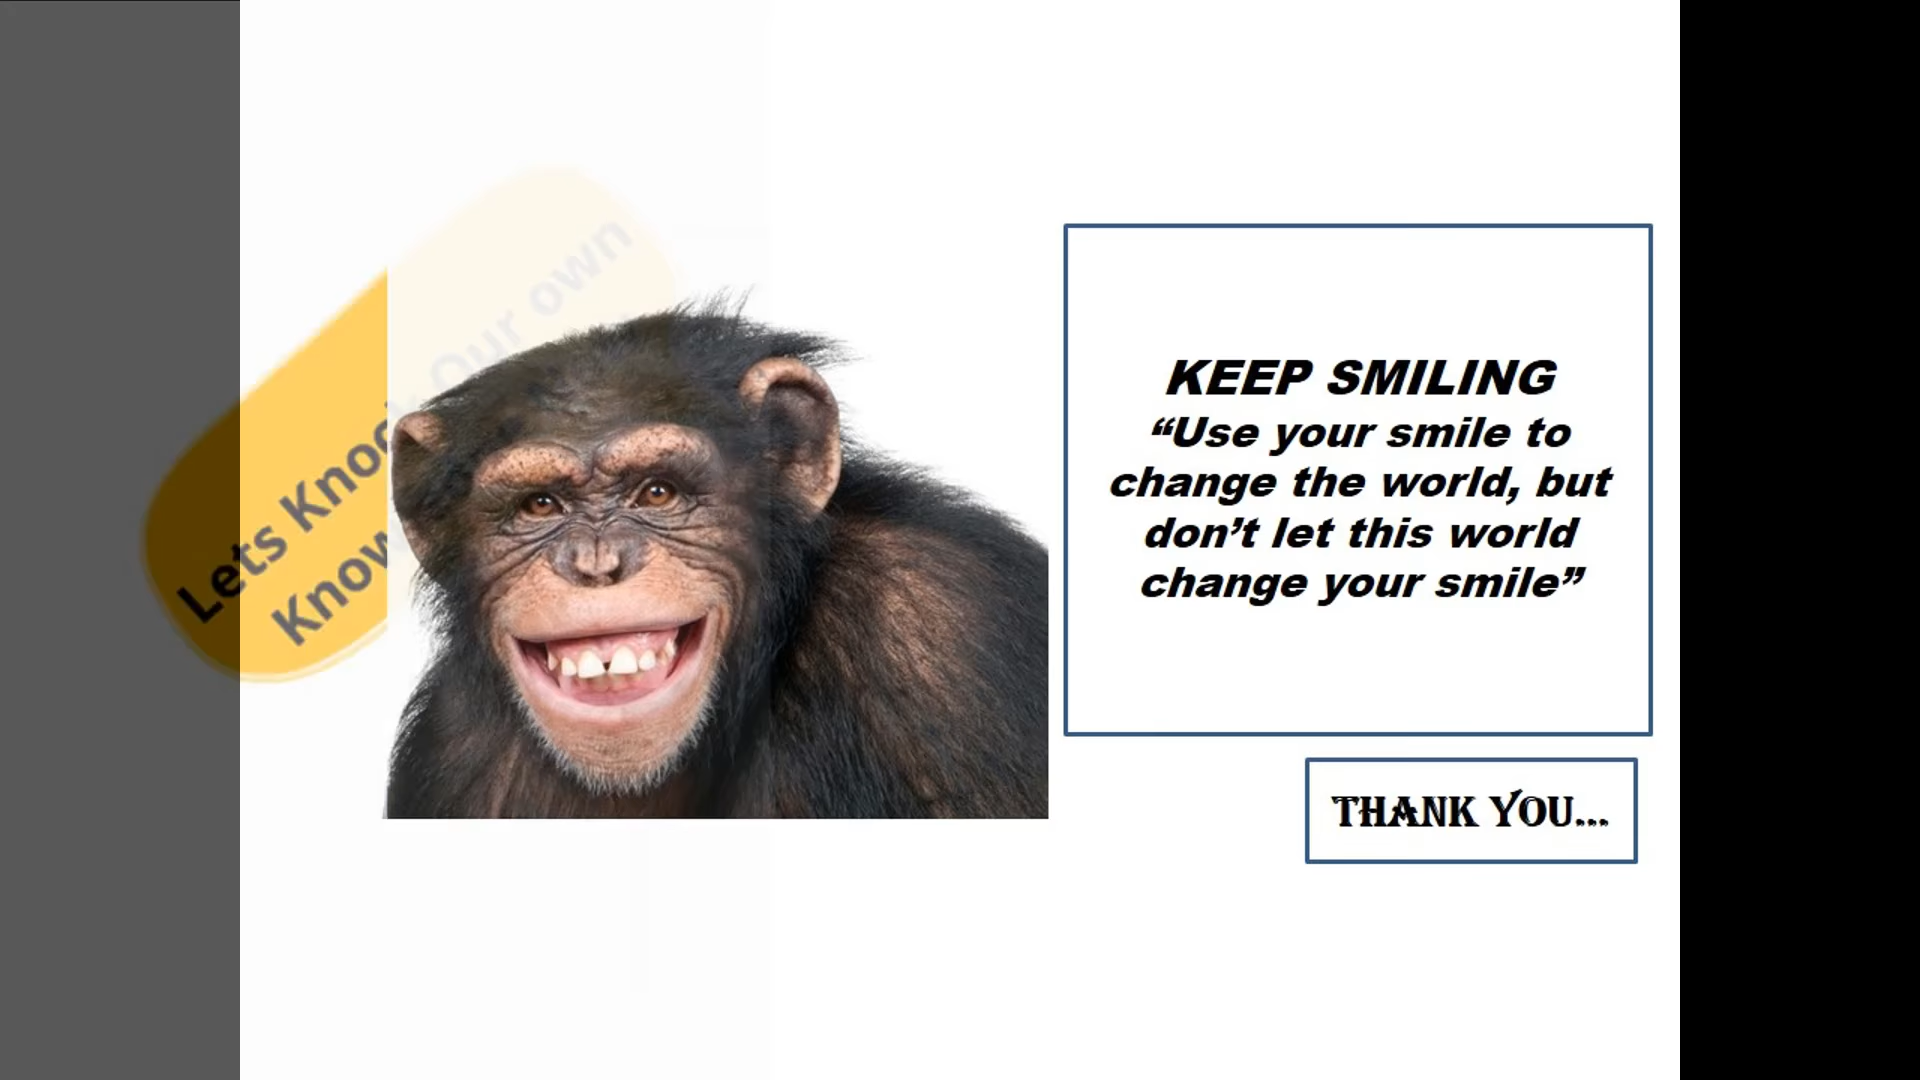 Lets Knock Our own
Know
KEEP SMILING
“Use your smile to
change the world, but
don’t let this world
change your smile”
THANK YOU...